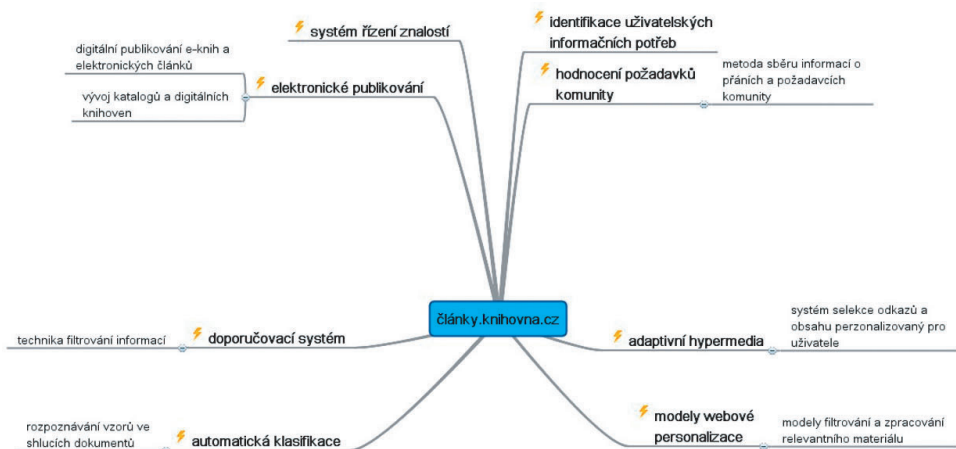 systém řízení znalostí
digitální publikování e-knih a
elektronických článků
elektronické publikování
vývoj katalogů a digitálních
knihoven
identifikace uživatelských
informačních potřeb
hodnocení požadavků
komunity
metoda sběru informací o
přáních a požadavcích
komunity
články.knihovna.cz
technika filtrování informací
doporučovací systém
adaptivní hypermedia
systém selekce odkazů a
obsahu perzonalizovaný pro
uživatele
rozpoznávání vzorů ve
shlucích dokumentů
automatická klasifikace
modely webové
personalizace
modely filtrování a zpracování
relevantního materiálu